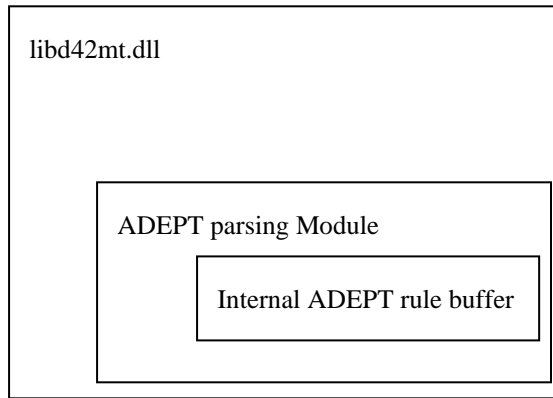 libd42mt.dll
ADEPT parsing Module
Internal ADEPT rule buffer